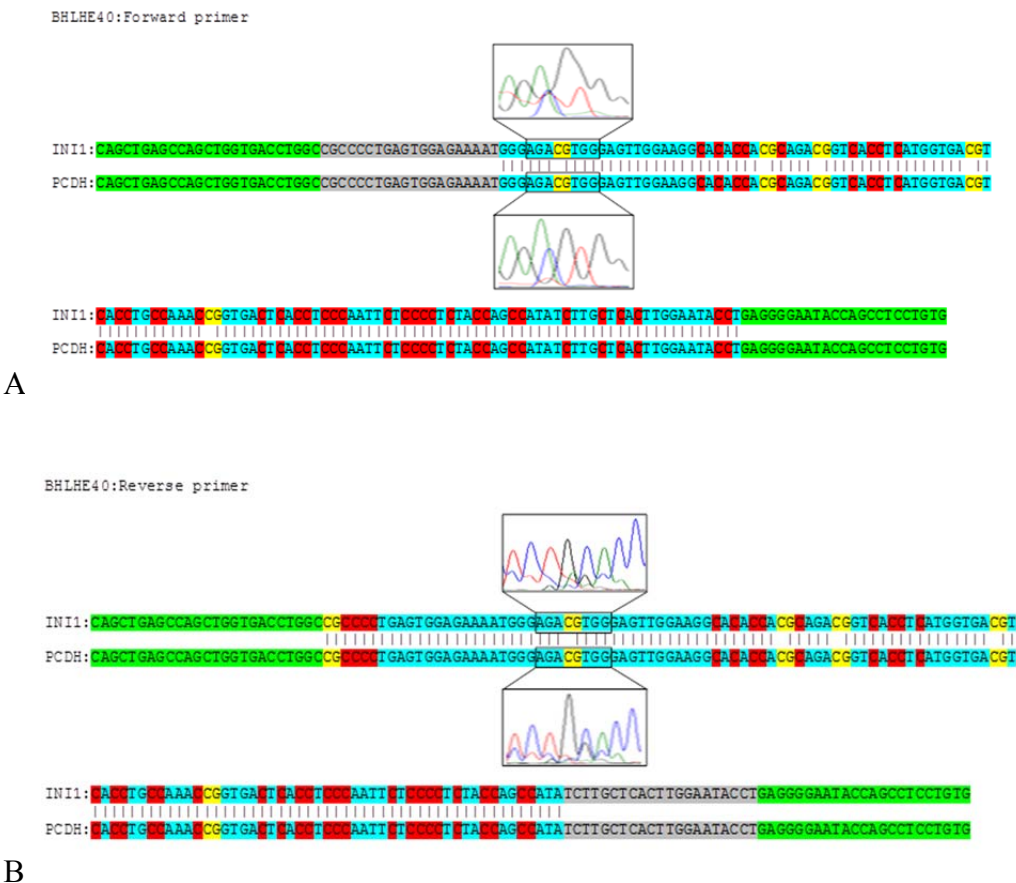 BHLHE40:Forward primer
INI1:CAGCTGAGCCAGCTGGTGACCTGGCCGCCCCTGAGTGGAGAAAATGGGAGACGTGGGAGTTGGAAGGCACACCACGCAGACGGTCACCTCATGGTGACGT
PCDH:CAGCTGAGCCAGCTGGTGACCTGGCCGCCCCTGAGTGGAGAAAATGGGAGACGTGGGAGTTGGAAGGCACACCACGCAGACGGTCACCTCATGGTGACGT
INI1:CACCTGCCAAACCGGTGACTCACCTCCCAATTCTCCCCTCTACCAGCCATATCTTGCTCACTTGGAATACCTGAGGGGAATACCAGCCTCCTGTG
PCDH:CACCTGCCAAACCGGTGACTCACCTCCCAATTCTCCCCTCTACCAGCCATATCTTGCTCACTTGGAATACCTGAGGGGAATACCAGCCTCCTGTG
A
BHLHE40:Reverse primer
INI1:CAGCTGAGCCAGCTGGTGACCTGGCCGCCCCTGAGTGGAGAAAATGGGAGACGTGGGAGTTGGAAGGCACACCACGCAGACGGTCACCTCATGGTGACGT
PCDH:CAGCTGAGCCAGCTGGTGACCTGGCCGCCCCTGAGTGGAGAAAATGGGAGACGTGGGAGTTGGAAGGCACACCACGCAGACGGTCACCTCATGGTGACGT
INI1:CACCTGCCAAACCGGTGACTCACCTCCCAATTCTCCCCTCTACCAGCCATATCTTGCTCACTTGGAATACCTGAGGGGAATACCAGCCTCCTGTG
PCDH:CACCTGCCAAACCGGTGACTCACCTCCCAATTCTCCCCTCTACCAGCCATATCTTGCTCACTTGGAATACCTGAGGGGAATACCAGCCTCCTGTG
B